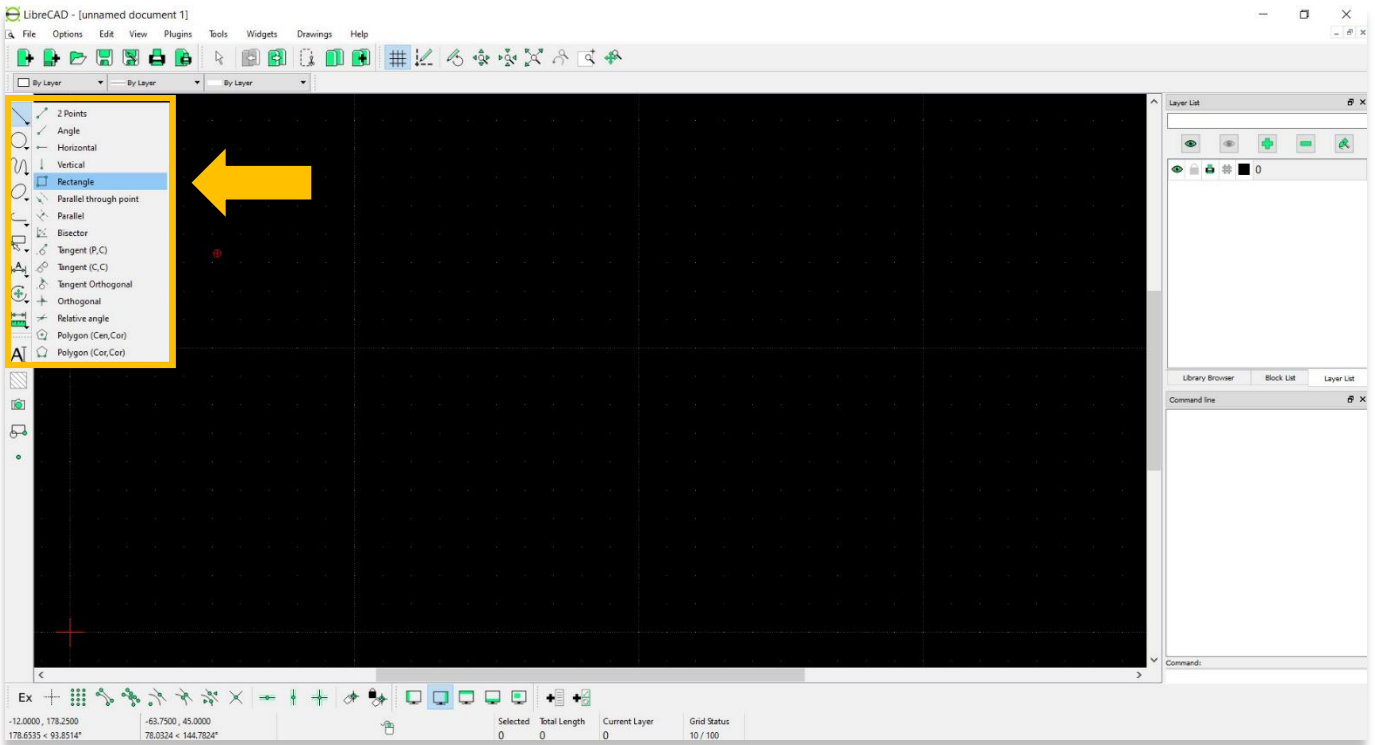 LibreCAD - [unnamed document 1]
File Options Edit View Plugins Tools Widgets Drawings Help
By Layer By Layer By Layer
2 Points
Angle
Horizontal
Vertical
Rectangle
Parallel through point
Parallel
Bisector
Tangent (P,C)
Tangent (C,C)
Tangent Orthogonal
Orthogonal
Relative angle
Polygon (Cen,Cor)
Polygon (Cor,Cor)
A
A
Layer List
0
Library Browser Block List Layer List
Command line
Command:
Ex
-12.0000 , 178.2500 -63.7500 , 45.0000 Selected Total Length Current Layer Grid Status
178.6535 < 93.8514° 78.0324 < 144.7824° 0 0 0 10 / 100